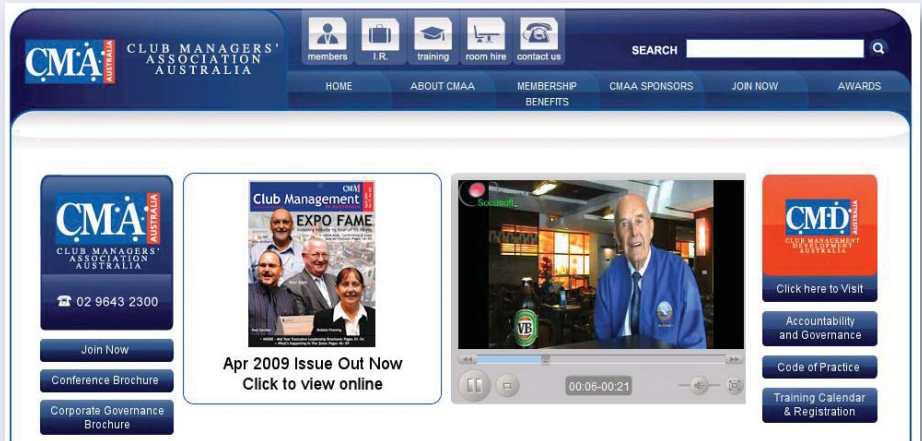 CMA AUSTRALIA
CLUB MANAGERS'
ASSOCIATION
AUSTRALIA
members
I.R.
training
room hire
contact us
SEARCH
HOME
ABOUT CMAA
MEMBERSHIP
BENEFITS
CMAA SPONSORS
JOIN NOW
AWARDS
CMA AUSTRALIA
CLUB MANAGERS'
ASSOCIATION
AUSTRALIA
02 9643 2300
Join Now
Conference Brochure
Corporate Governance
Brochure
CMA
Club Management
EXPO FAME
Apr 2009 Issue Out Now
Click to view online
Socusoft
VB
00:06-00:21
CMD AUSTRALIA
CLUB MANAGEMENT
DEVELOPMENT
AUSTRALIA
Click here to Visit
Accountability
and Governance
Code of Practice
Training Calendar
& Registration